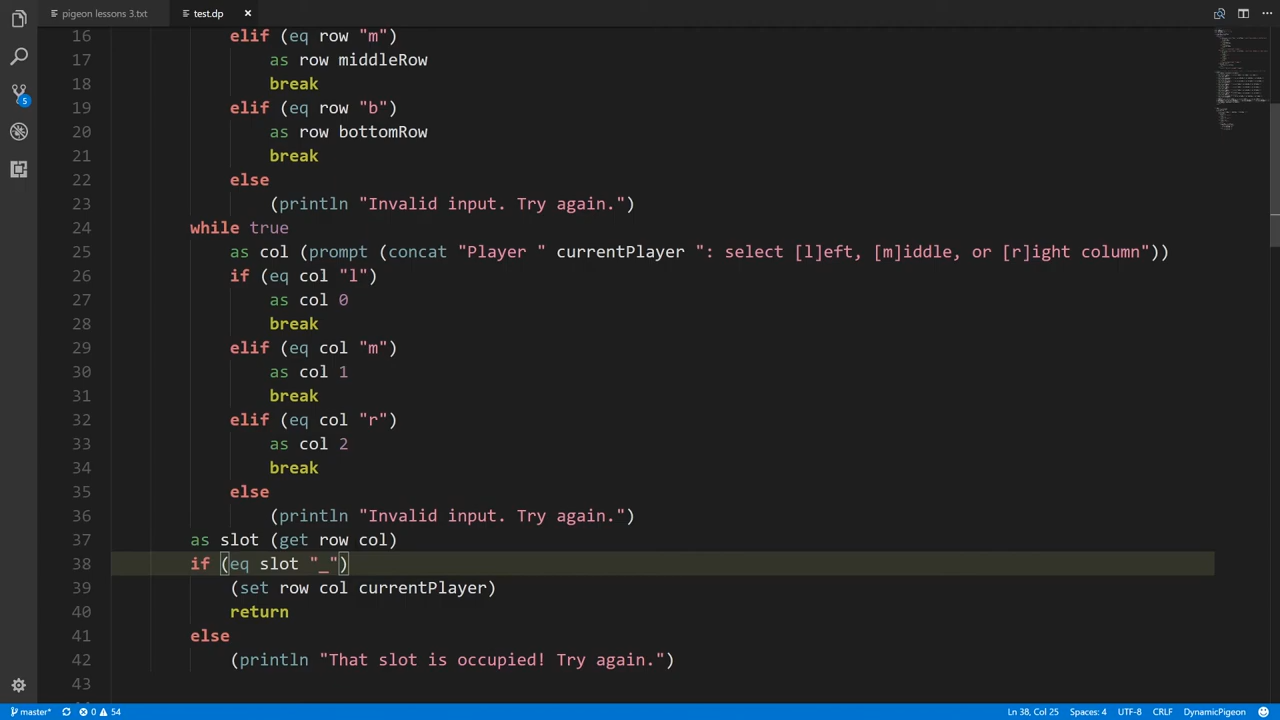 pigeon lessons 3.txt
test.dp
16 elif (eq row "m")
17 as row middleRow
18 break
19 elif (eq row "b")
20 as row bottomRow
21 break
22 else
23 (println "Invalid input. Try again.")
24 while true
25 as col (prompt (concat "Player " currentPlayer ": select [l]eft, [m]iddle, or [r]ight column"))
26 if (eq col "l")
27 as col 0
28 break
29 elif (eq col "m")
30 as col 1
31 break
32 elif (eq col "r")
33 as col 2
34 break
35 else
36 (println "Invalid input. Try again.")
37 as slot (get row col)
38 if (eq slot "_")
39 (set row col currentPlayer)
40 return
41 else
42 (println "That slot is occupied! Try again.")
43
5
master* 0 54 Ln 38, Col 25 Spaces: 4 UTF-8 CRLF DynamicPigeon